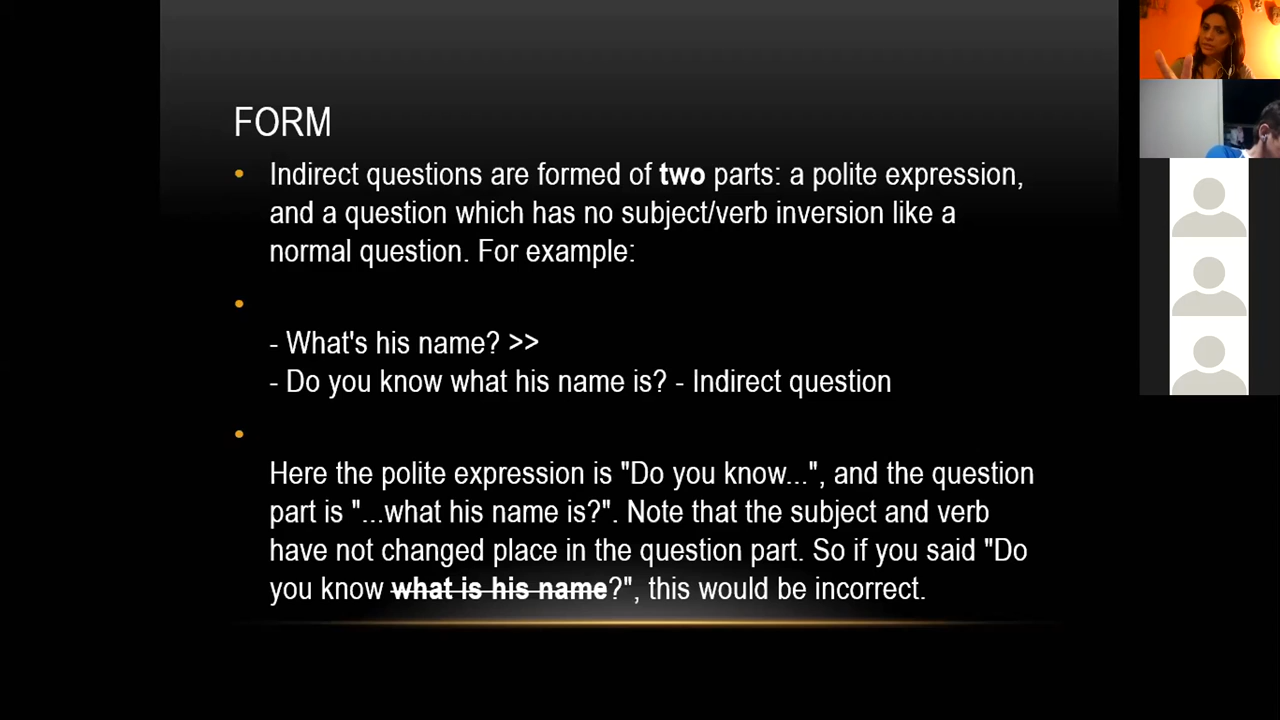 FORM
• Indirect questions are formed of two parts: a polite expression,
and a question which has no subject/verb inversion like a
normal question. For example:
•
- What's his name? >>
- Do you know what his name is? - Indirect question
•
Here the polite expression is "Do you know...", and the question
part is "...what his name is?". Note that the subject and verb
have not changed place in the question part. So if you said "Do
you know what is his name?", this would be incorrect.